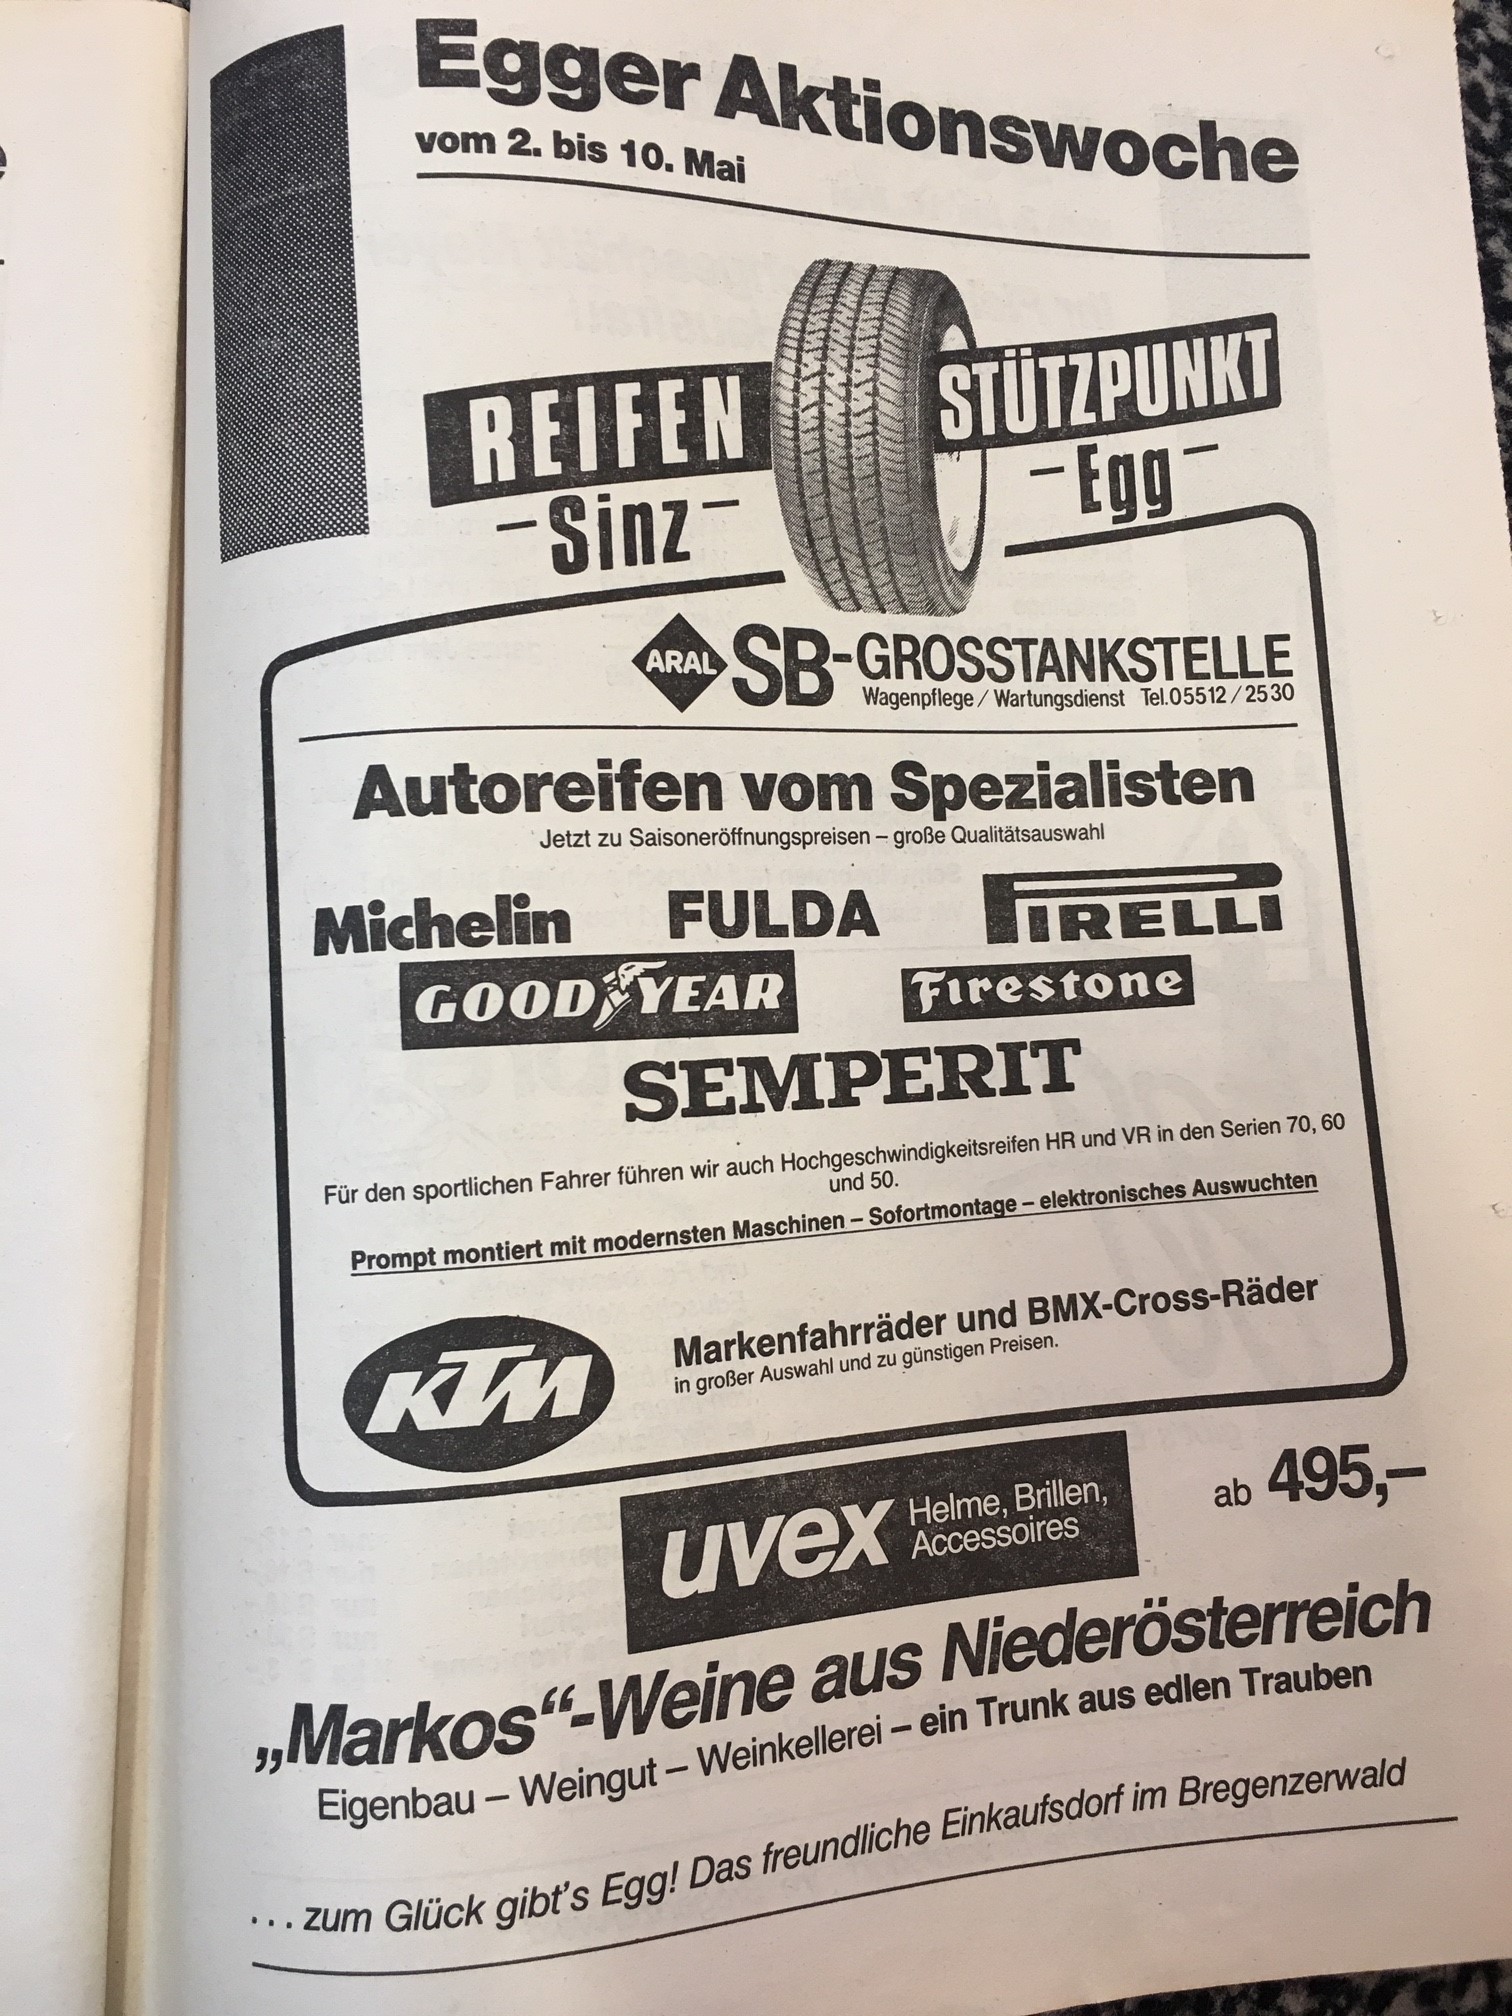 Egger Aktionswoche
vom 2. bis 10. Mai
REIFEN
STÜTZPUNKT
– Sinz –
– Egg –
ARAL SB-GROSSTANKSTELLE
Wagenpflege / Wartungsdienst Tel. 05512 / 2530
Autoreifen vom Spezialisten
Jetzt zu Saisoneröffnungspreisen – große Qualitätsauswahl
Michelin FULDA PIRELLI
GOOD YEAR Firestone
SEMPERIT
Für den sportlichen Fahrer führen wir auch Hochgeschwindigkeitsreifen HR und VR in den Serien 70, 60
und 50.
Prompt montiert mit modernsten Maschinen – Sofortmontage – elektronisches Auswuchten
KTM
Markenfahrräder und BMX-Cross-Räder
in großer Auswahl und zu günstigen Preisen.
uvex Helme, Brillen,
Accessoires
ab 495,–
„Markos“-Weine aus Niederösterreich
Eigenbau – Weingut – Weinkellerei – ein Trunk aus edlen Trauben
... zum Glück gibt's Egg! Das freundliche Einkaufsdorf im Bregenzerwald